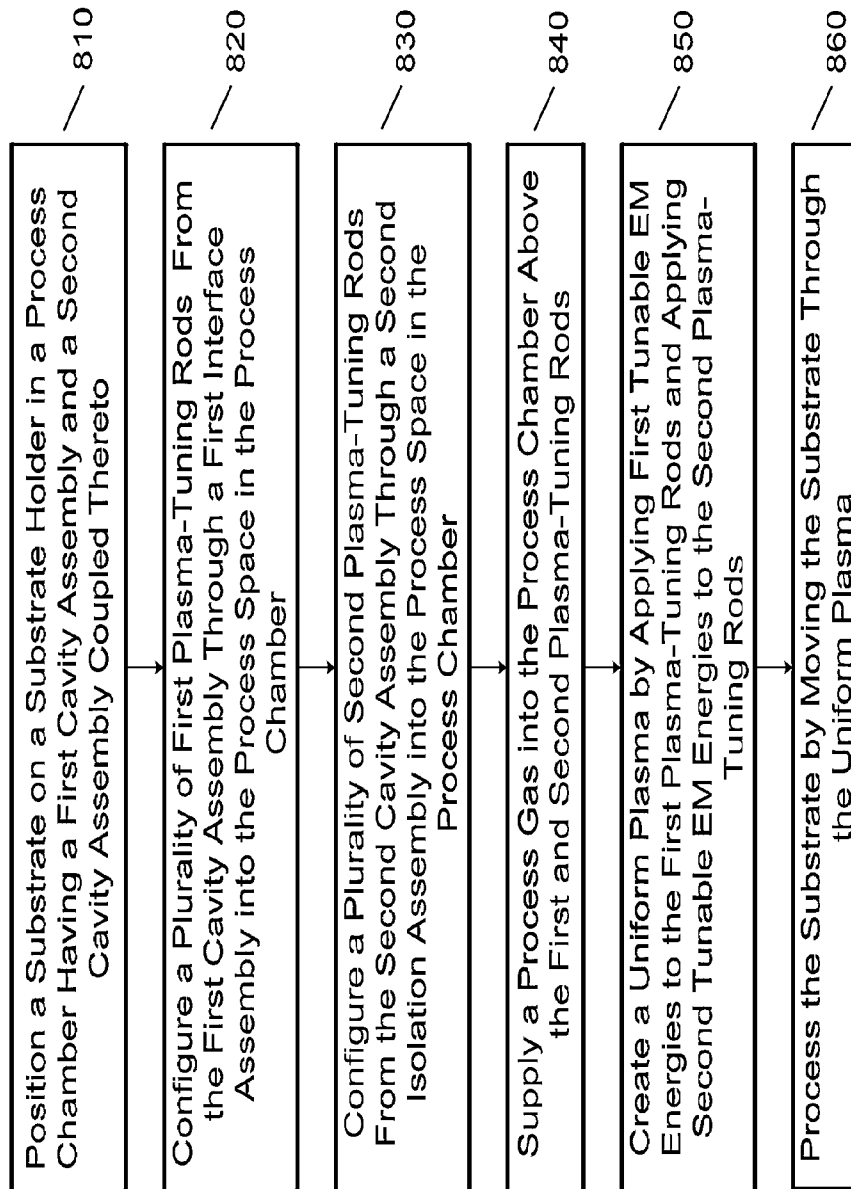 Position a Substrate on a Substrate Holder in a Process
Chamber Having a First Cavity Assembly and a Second
Cavity Assembly Coupled Thereto
810
Configure a Plurality of First Plasma-Tuning Rods From
the First Cavity Assembly Through a First Interface
Assembly into the Process Space in the Process
Chamber
820
Configure a Plurality of Second Plasma-Tuning Rods
From the Second Cavity Assembly Through a Second
Isolation Assembly into the Process Space in the
Process Chamber
830
Supply a Process Gas into the Process Chamber Above
the First and Second Plasma-Tuning Rods
840
Create a Uniform Plasma by Applying First Tunable EM
Energies to the First Plasma-Tuning Rods and Applying
Second Tunable EM Energies to the Second Plasma-
Tuning Rods
850
Process the Substrate by Moving the Substrate Through
the Uniform Plasma
860